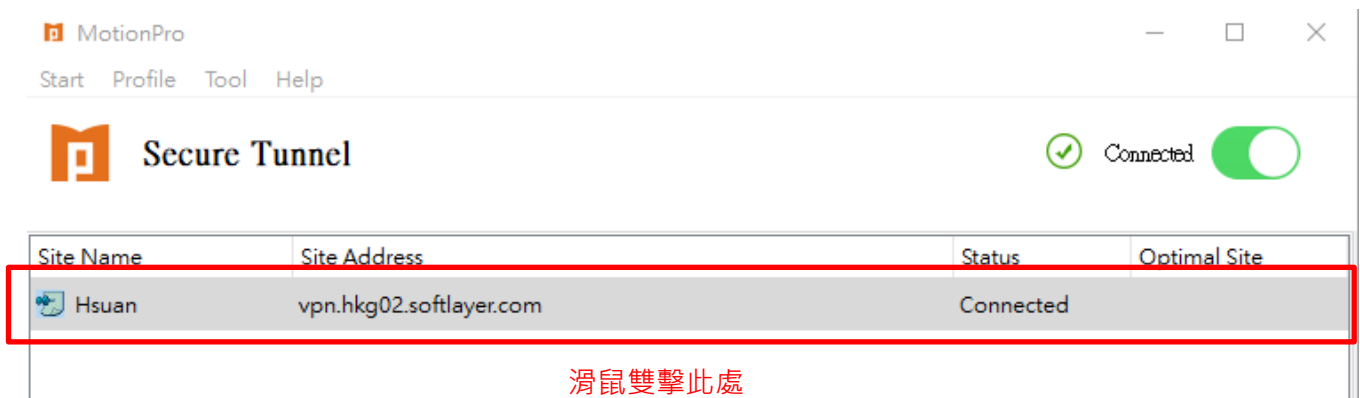 MotionPro
Start Profile Tool Help
Secure Tunnel Connected
Site Name Site Address Status Optimal Site
Hsuan vpn.hkg02.softlayer.com Connected
滑鼠雙擊此處